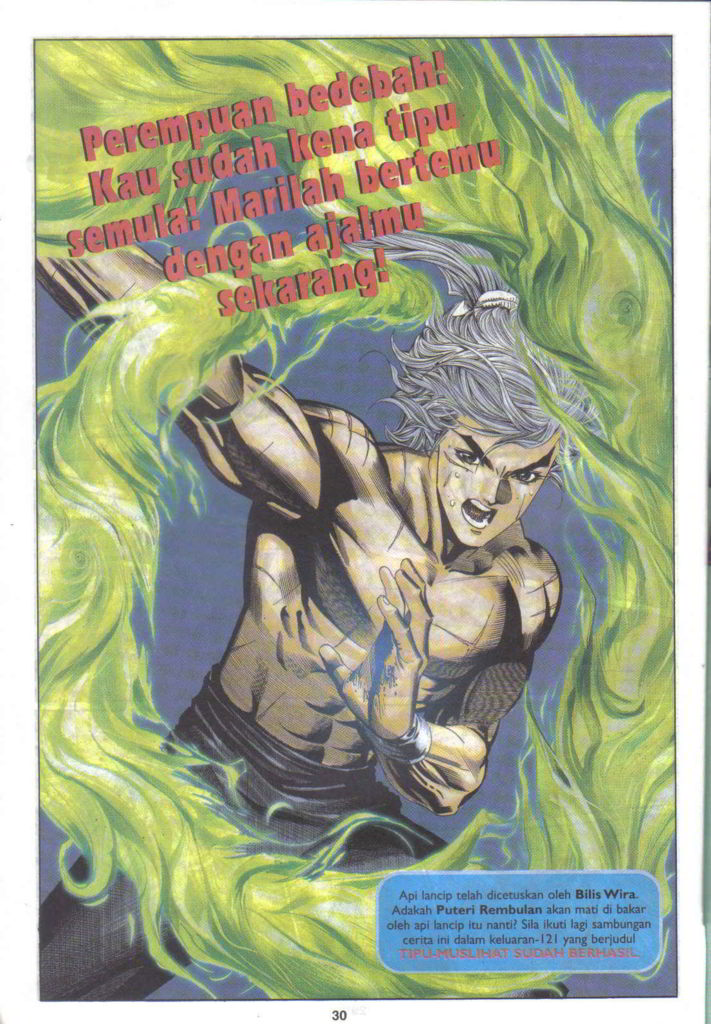 Perempuan bedebah!
Kau sudah kena tipu
semula! Marilah bertemu
dengan ajalmu
sekarang!
Api lancip telah dicetuskan oleh Bilis Wira.
Adakah Puteri Rembulan akan mati di bakar
oleh api lancip itu nanti? Sila ikuti lagi sambungan
cerita ini dalam keluaran-121 yang berjudul
TIPU-MUSLIHAT SUDAH BERHASIL.
30